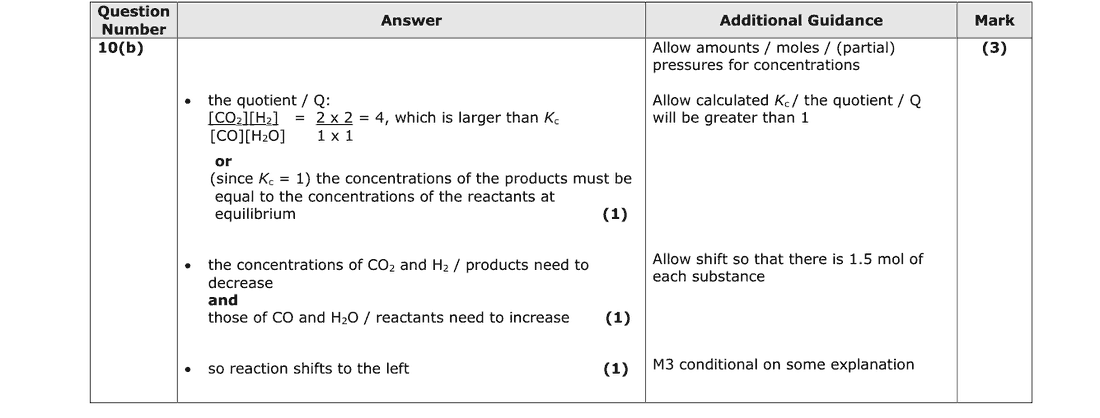 Question Number
Answer
Additional Guidance
Mark
10(b)
Allow amounts / moles / (partial)
pressures for concentrations
(3)
• the quotient / Q:
[CO₂][H₂] = 2 x 2 = 4, which is larger than Kc
[CO][H₂O] 1 x 1
Allow calculated Kc/ the quotient / Q
will be greater than 1
or
(since Kc = 1) the concentrations of the products must be
equal to the concentrations of the reactants at
equilibrium (1)
• the concentrations of CO₂ and H₂ / products need to
decrease
and
those of CO and H₂O / reactants need to increase (1)
Allow shift so that there is 1.5 mol of
each substance
• so reaction shifts to the left (1)
M3 conditional on some explanation